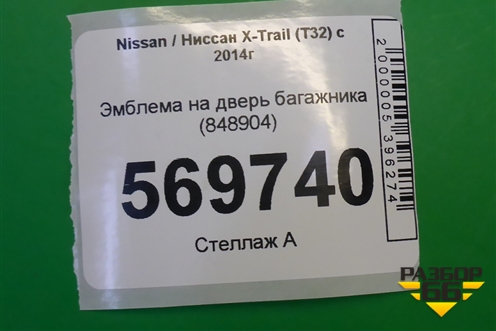 Nissan / Ниссан X-Trail (T32) с
2014г
Эмблема на дверь багажника
(848904)
569740
Стеллаж А
2000005396274
РАЗБОР
66